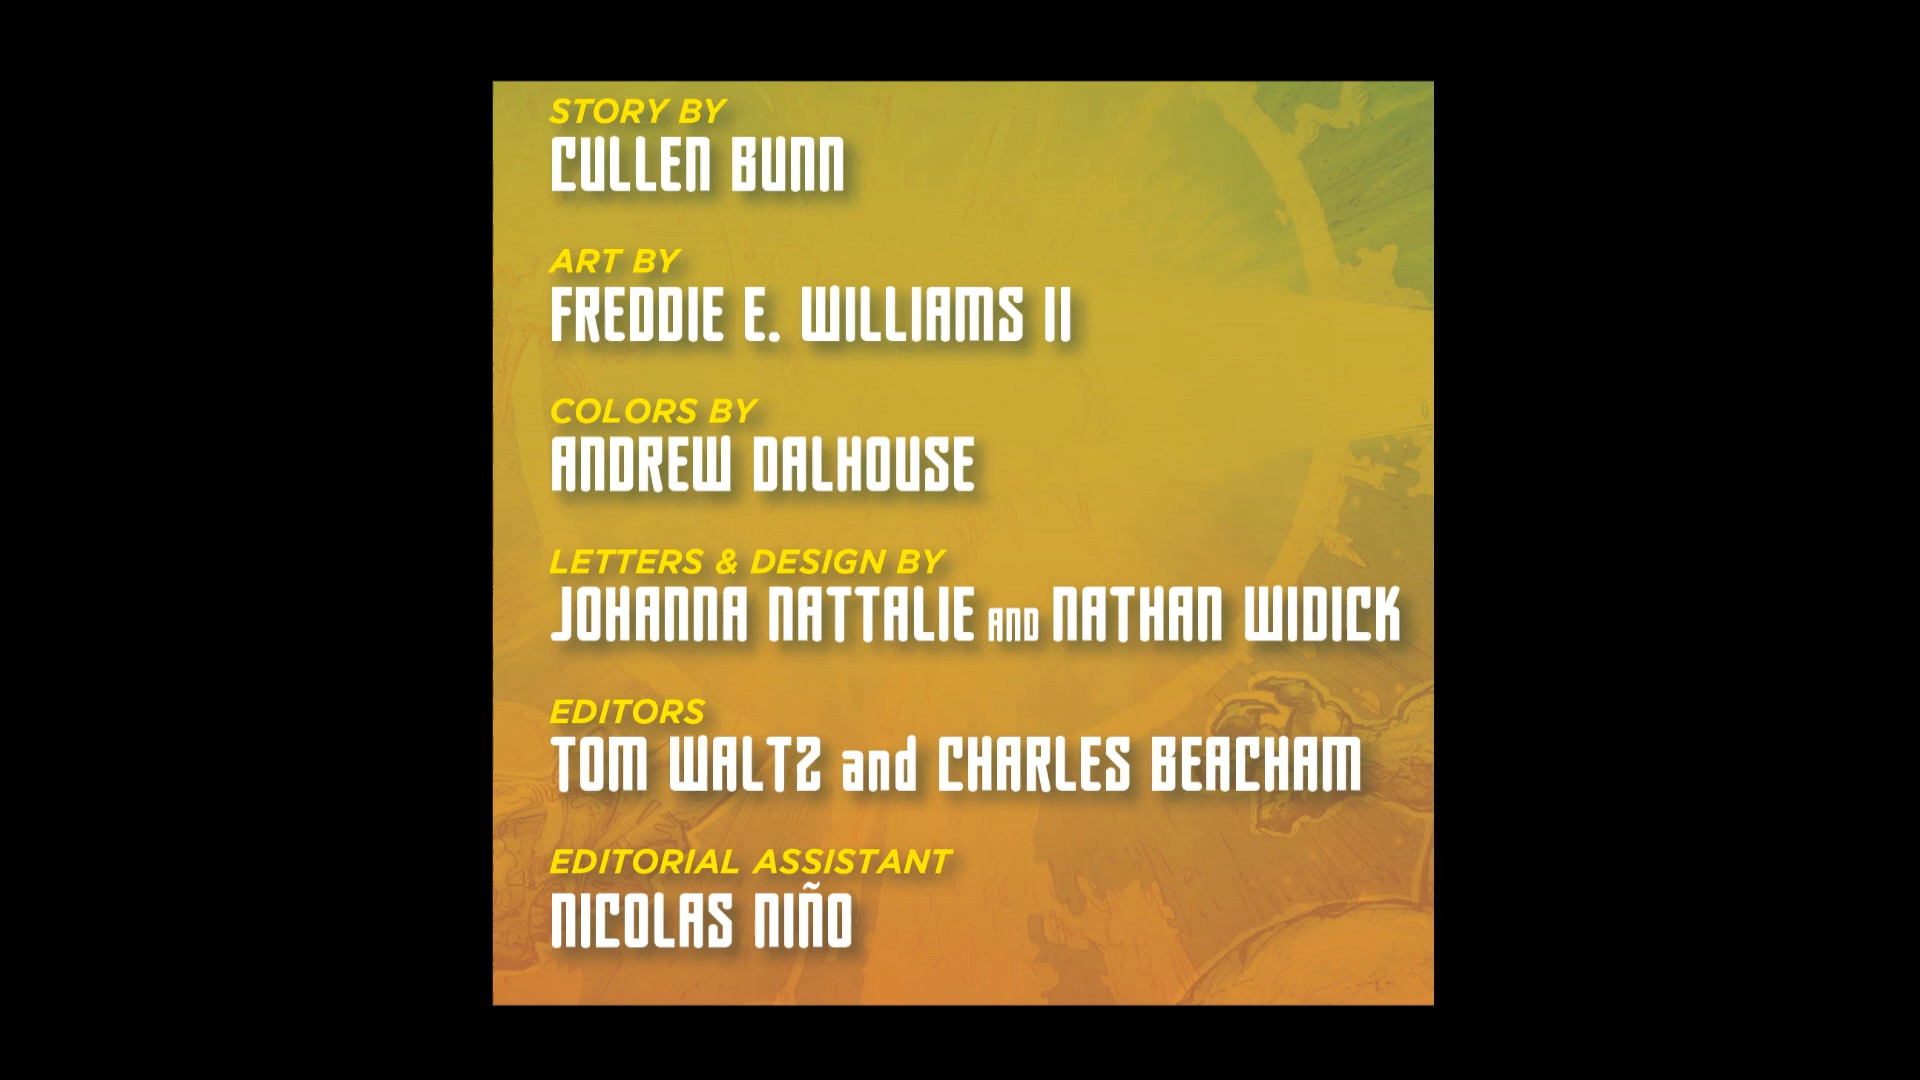 STORY BY
CULLEN BUNN
ART BY
FREDDIE E. WILLIAMS II
COLORS BY
ANDREW DALHOUSE
LETTERS & DESIGN BY
JOHANNA NATTALIE AND NATHAN WIDICK
EDITORS
TOM WALTZ and CHARLES BEACHAM
EDITORIAL ASSISTANT
NICOLAS NIÑO